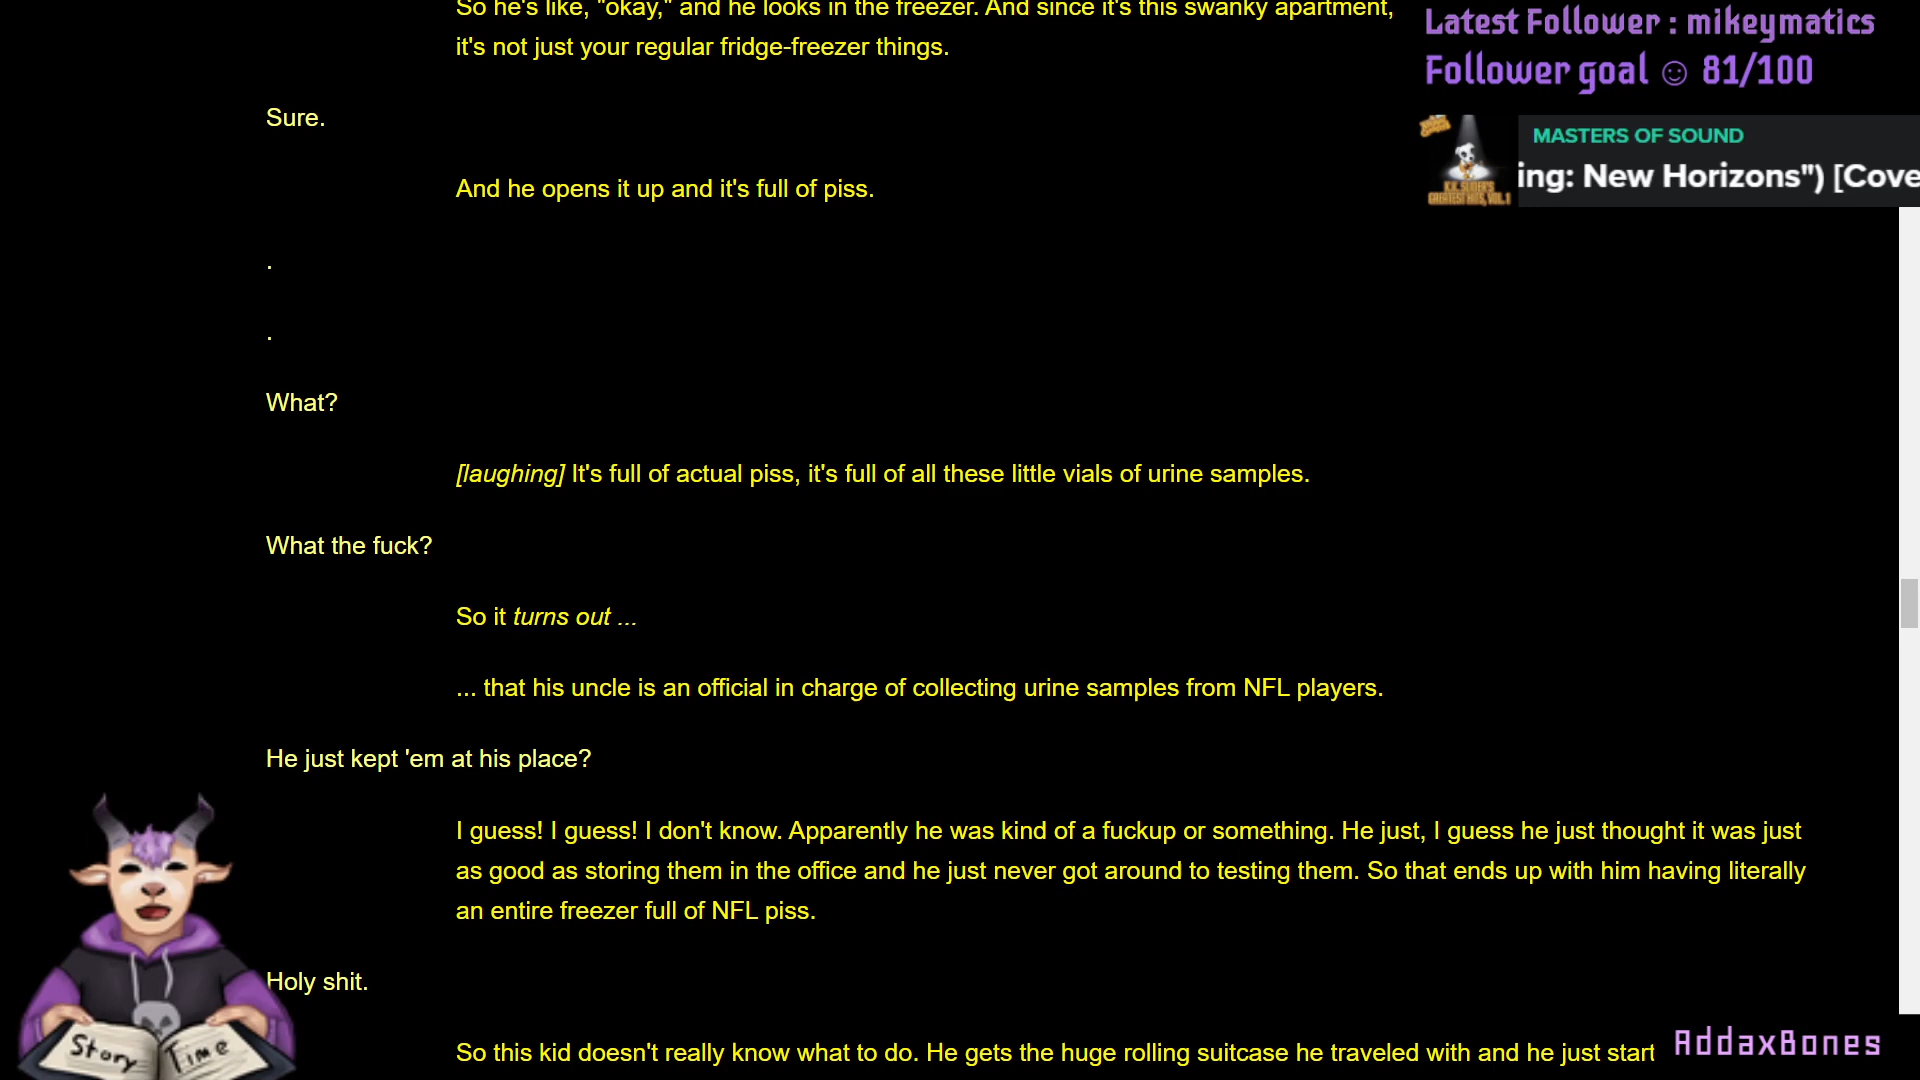 So he's like, "okay," and he looks in the freezer. And since it's this swanky apartment,
it's not just your regular fridge-freezer things.
Sure.
And he opens it up and it's full of piss.
.
.
What?
[laughing] It's full of actual piss, it's full of all these little vials of urine samples.
What the fuck?
So it turns out ...
... that his uncle is an official in charge of collecting urine samples from NFL players.
He just kept 'em at his place?
I guess! I guess! I don't know. Apparently he was kind of a fuckup or something. He just, I guess he just thought it was just
as good as storing them in the office and he just never got around to testing them. So that ends up with him having literally
an entire freezer full of NFL piss.
Holy shit.
So this kid doesn't really know what to do. He gets the huge rolling suitcase he traveled with and he just start
Latest Follower : mikeymatics
Follower goal ☺ 81/100
MASTERS OF SOUND
ing: New Horizons") [Cove
K.K. SLIDER'S
GREATEST HITS, VOL. 1
Story Time
AddaxBones